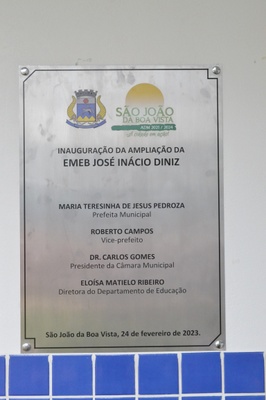 SÃO JOÃO
DA BOA VISTA
ADM 2021 / 2024
INAUGURAÇÃO DA AMPLIAÇÃO DA
EMEB JOSÉ INÁCIO DINIZ
MARIA TERESINHA DE JESUS PEDROZA
Prefeita Municipal
ROBERTO CAMPOS
Vice-prefeito
DR. CARLOS GOMES
Presidente da Câmara Municipal
ELOÍSA MATIELO RIBEIRO
Diretora do Departamento de Educação
São João da Boa Vista, 24 de fevereiro de 2023.